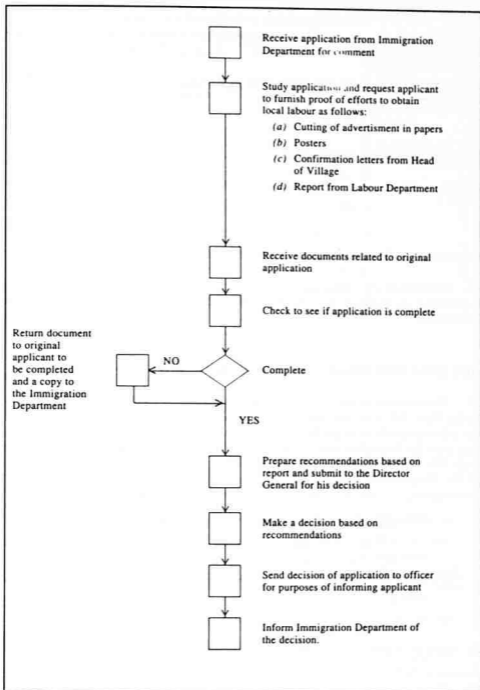 Receive application from Immigration
Department for comment
Study application and request applicant
to furnish proof of efforts to obtain
local labour as follows:
(a) Cutting of advertisment in papers
(b) Posters
(c) Confirmation letters from Head
of Village
(d) Report from Labour Department
Receive documents related to original
application
Check to see if application is complete
Return document
to original
applicant to
be completed
and a copy to
the Immigration
Department
NO
Complete
YES
Prepare recommendations based on
report and submit to the Director
General for his decision
Make a decision based on
recommendations
Send decision of application to officer
for purposes of informing applicant
Inform Immigration Department of
the decision.